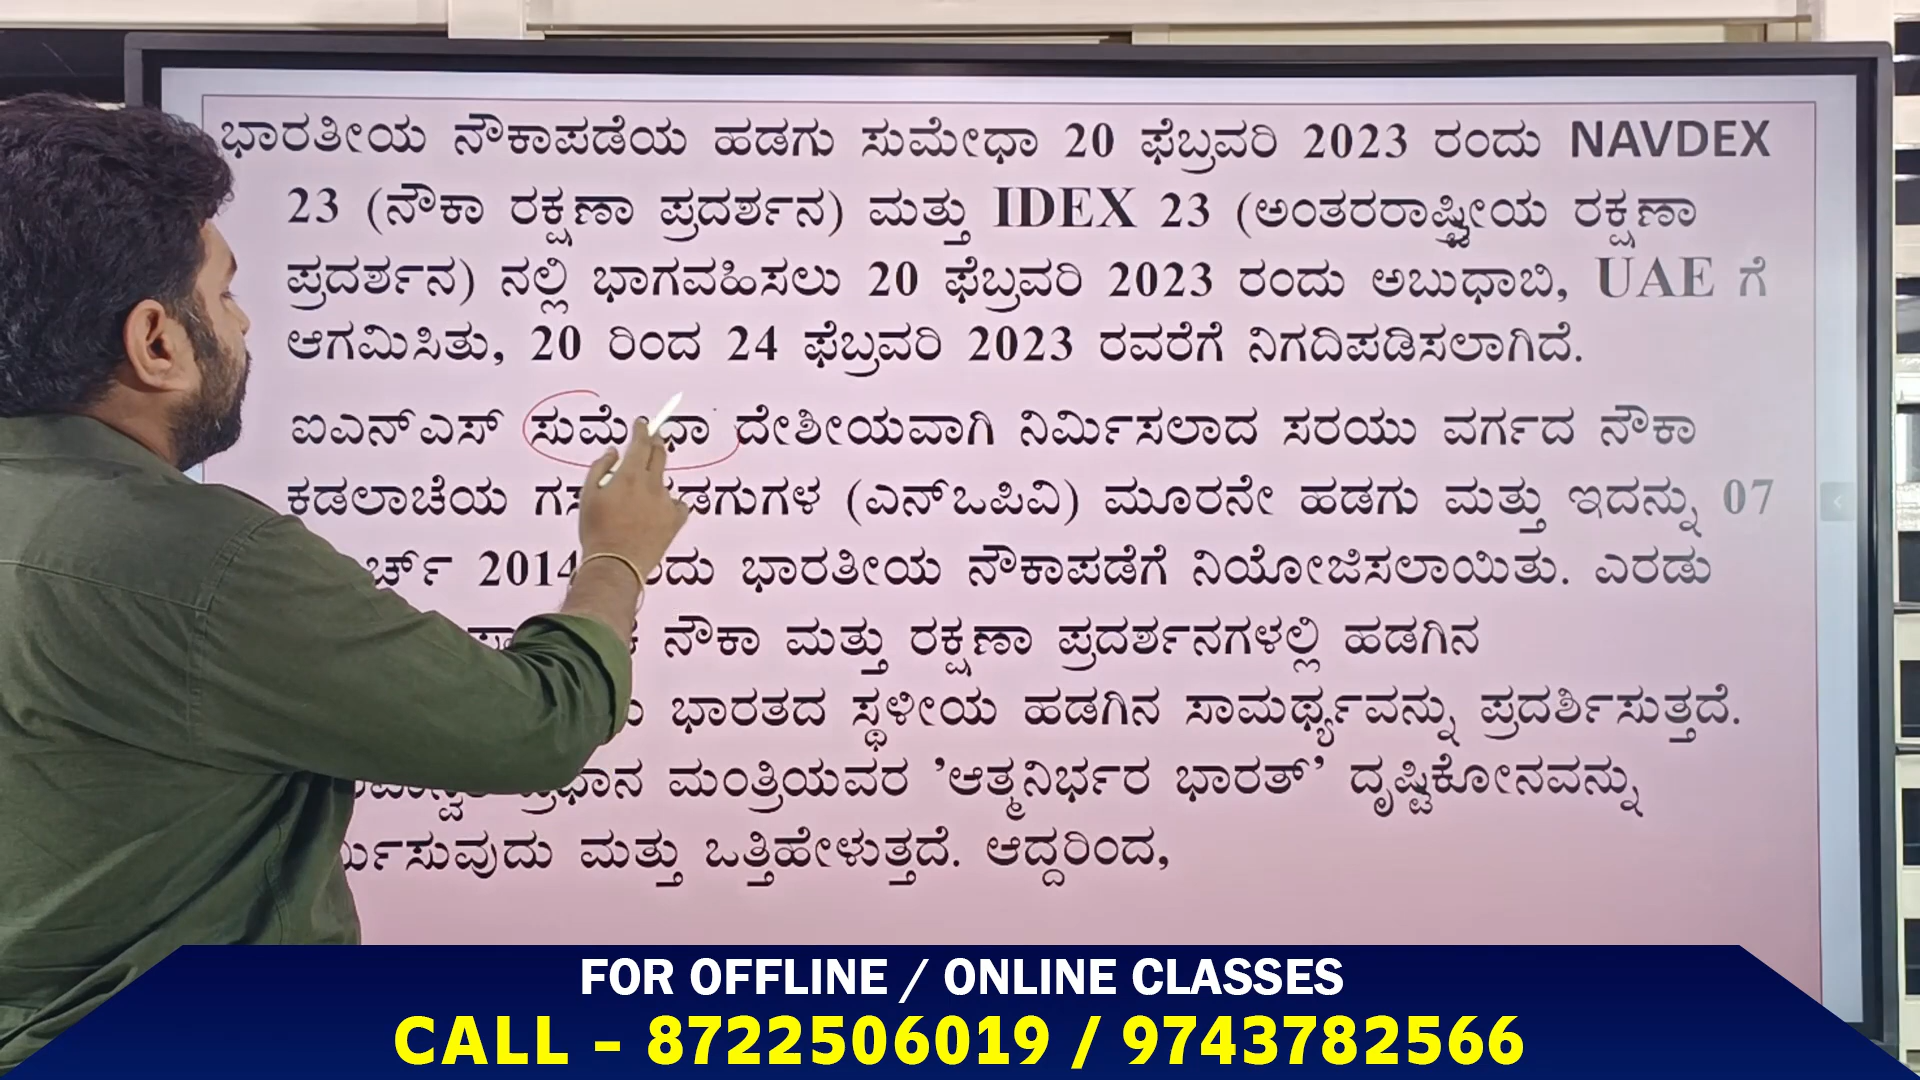 ಭಾರತೀಯ ನೌಕಾಪಡೆಯ ಹಡಗು ಸುಮೇಧಾ 20 ಫೆಬ್ರವರಿ 2023 ರಂದು NAVDEX
23 (ನೌಕಾ ರಕ್ಷಣಾ ಪ್ರದರ್ಶನ) ಮತ್ತು IDEX 23 (ಅಂತರರಾಷ್ಟ್ರೀಯ ರಕ್ಷಣಾ
ಪ್ರದರ್ಶನ) ನಲ್ಲಿ ಭಾಗವಹಿಸಲು 20 ಫೆಬ್ರವರಿ 2023 ರಂದು ಅಬುಧಾಬಿ, UAE ಗೆ
ಆಗಮಿಸಿತು, 20 ರಿಂದ 24 ಫೆಬ್ರವರಿ 2023 ರವರೆಗೆ ನಿಗದಿಪಡಿಸಲಾಗಿದೆ.
ಐಎನ್ಎಸ್ ಸುಮೇಧಾ ದೇಶೀಯವಾಗಿ ನಿರ್ಮಿಸಲಾದ ಸರಯು ವರ್ಗದ ನೌಕಾ
ಕಡಲಾಚೆಯ (ಎನ್ಒಪಿವಿ) ಮೂರನೇ ಹಡಗು ಮತ್ತು ಇದನ್ನು 07
2014 ಭಾರತೀಯ ನೌಕಾಪಡೆಗೆ ನಿಯೋಜಿಸಲಾಯಿತು. ಎರಡು
ನೌಕಾ ಮತ್ತು ರಕ್ಷಣಾ ಪ್ರದರ್ಶನಗಳಲ್ಲಿ ಹಡಗಿನ
ಭಾರತದ ಸ್ಥಳೀಯ ಹಡಗಿನ ಸಾಮರ್ಥ್ಯವನ್ನು ಪ್ರದರ್ಶಿಸುತ್ತದೆ.
ಪ್ರಧಾನ ಮಂತ್ರಿಯವರ 'ಆತ್ಮನಿರ್ಭರ ಭಾರತ್' ದೃಷ್ಟಿಕೋನವನ್ನು
ಮತ್ತು ಒತ್ತಿಹೇಳುತ್ತದೆ. ಆದ್ದರಿಂದ,
FOR OFFLINE / ONLINE CLASSES
CALL - 8722506019 / 9743782566